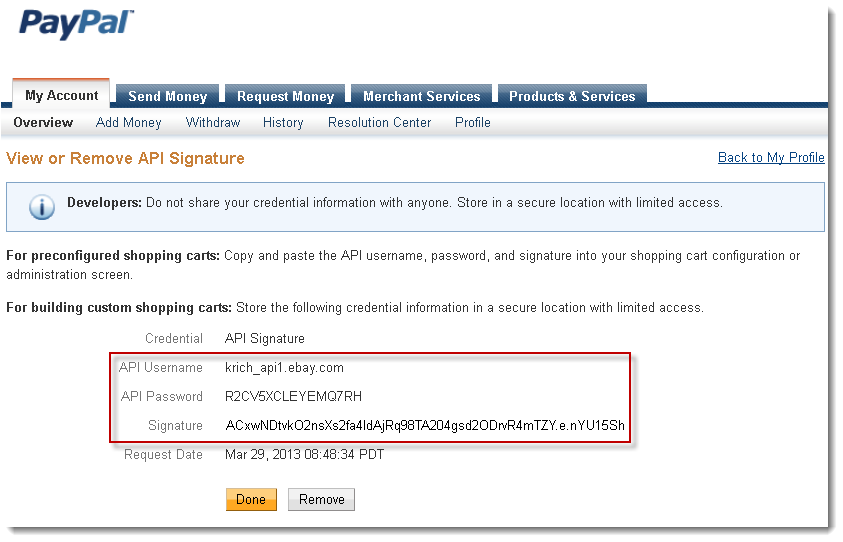 PayPal™
My Account Send Money Request Money Merchant Services Products & Services
Overview Add Money Withdraw History Resolution Center Profile
View or Remove API Signature Back to My Profile
Developers: Do not share your credential information with anyone. Store in a secure location with limited access.
For preconfigured shopping carts: Copy and paste the API username, password, and signature into your shopping cart configuration or
administration screen.
For building custom shopping carts: Store the following credential information in a secure location with limited access.
Credential API Signature
API Username krich_api1.ebay.com
API Password R2CV5XCLEYEMQ7RH
Signature
Request Date Mar 29, 2013 08:48:34 PDT
Done Remove